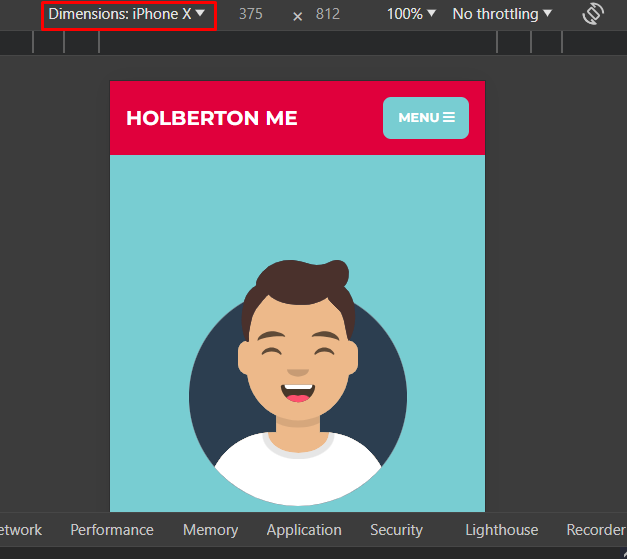 Dimensions: iPhone X 375 × 812 100% No throttling
HOLBERTON ME MENU
etwork Performance Memory Application Security Lighthouse Recorder